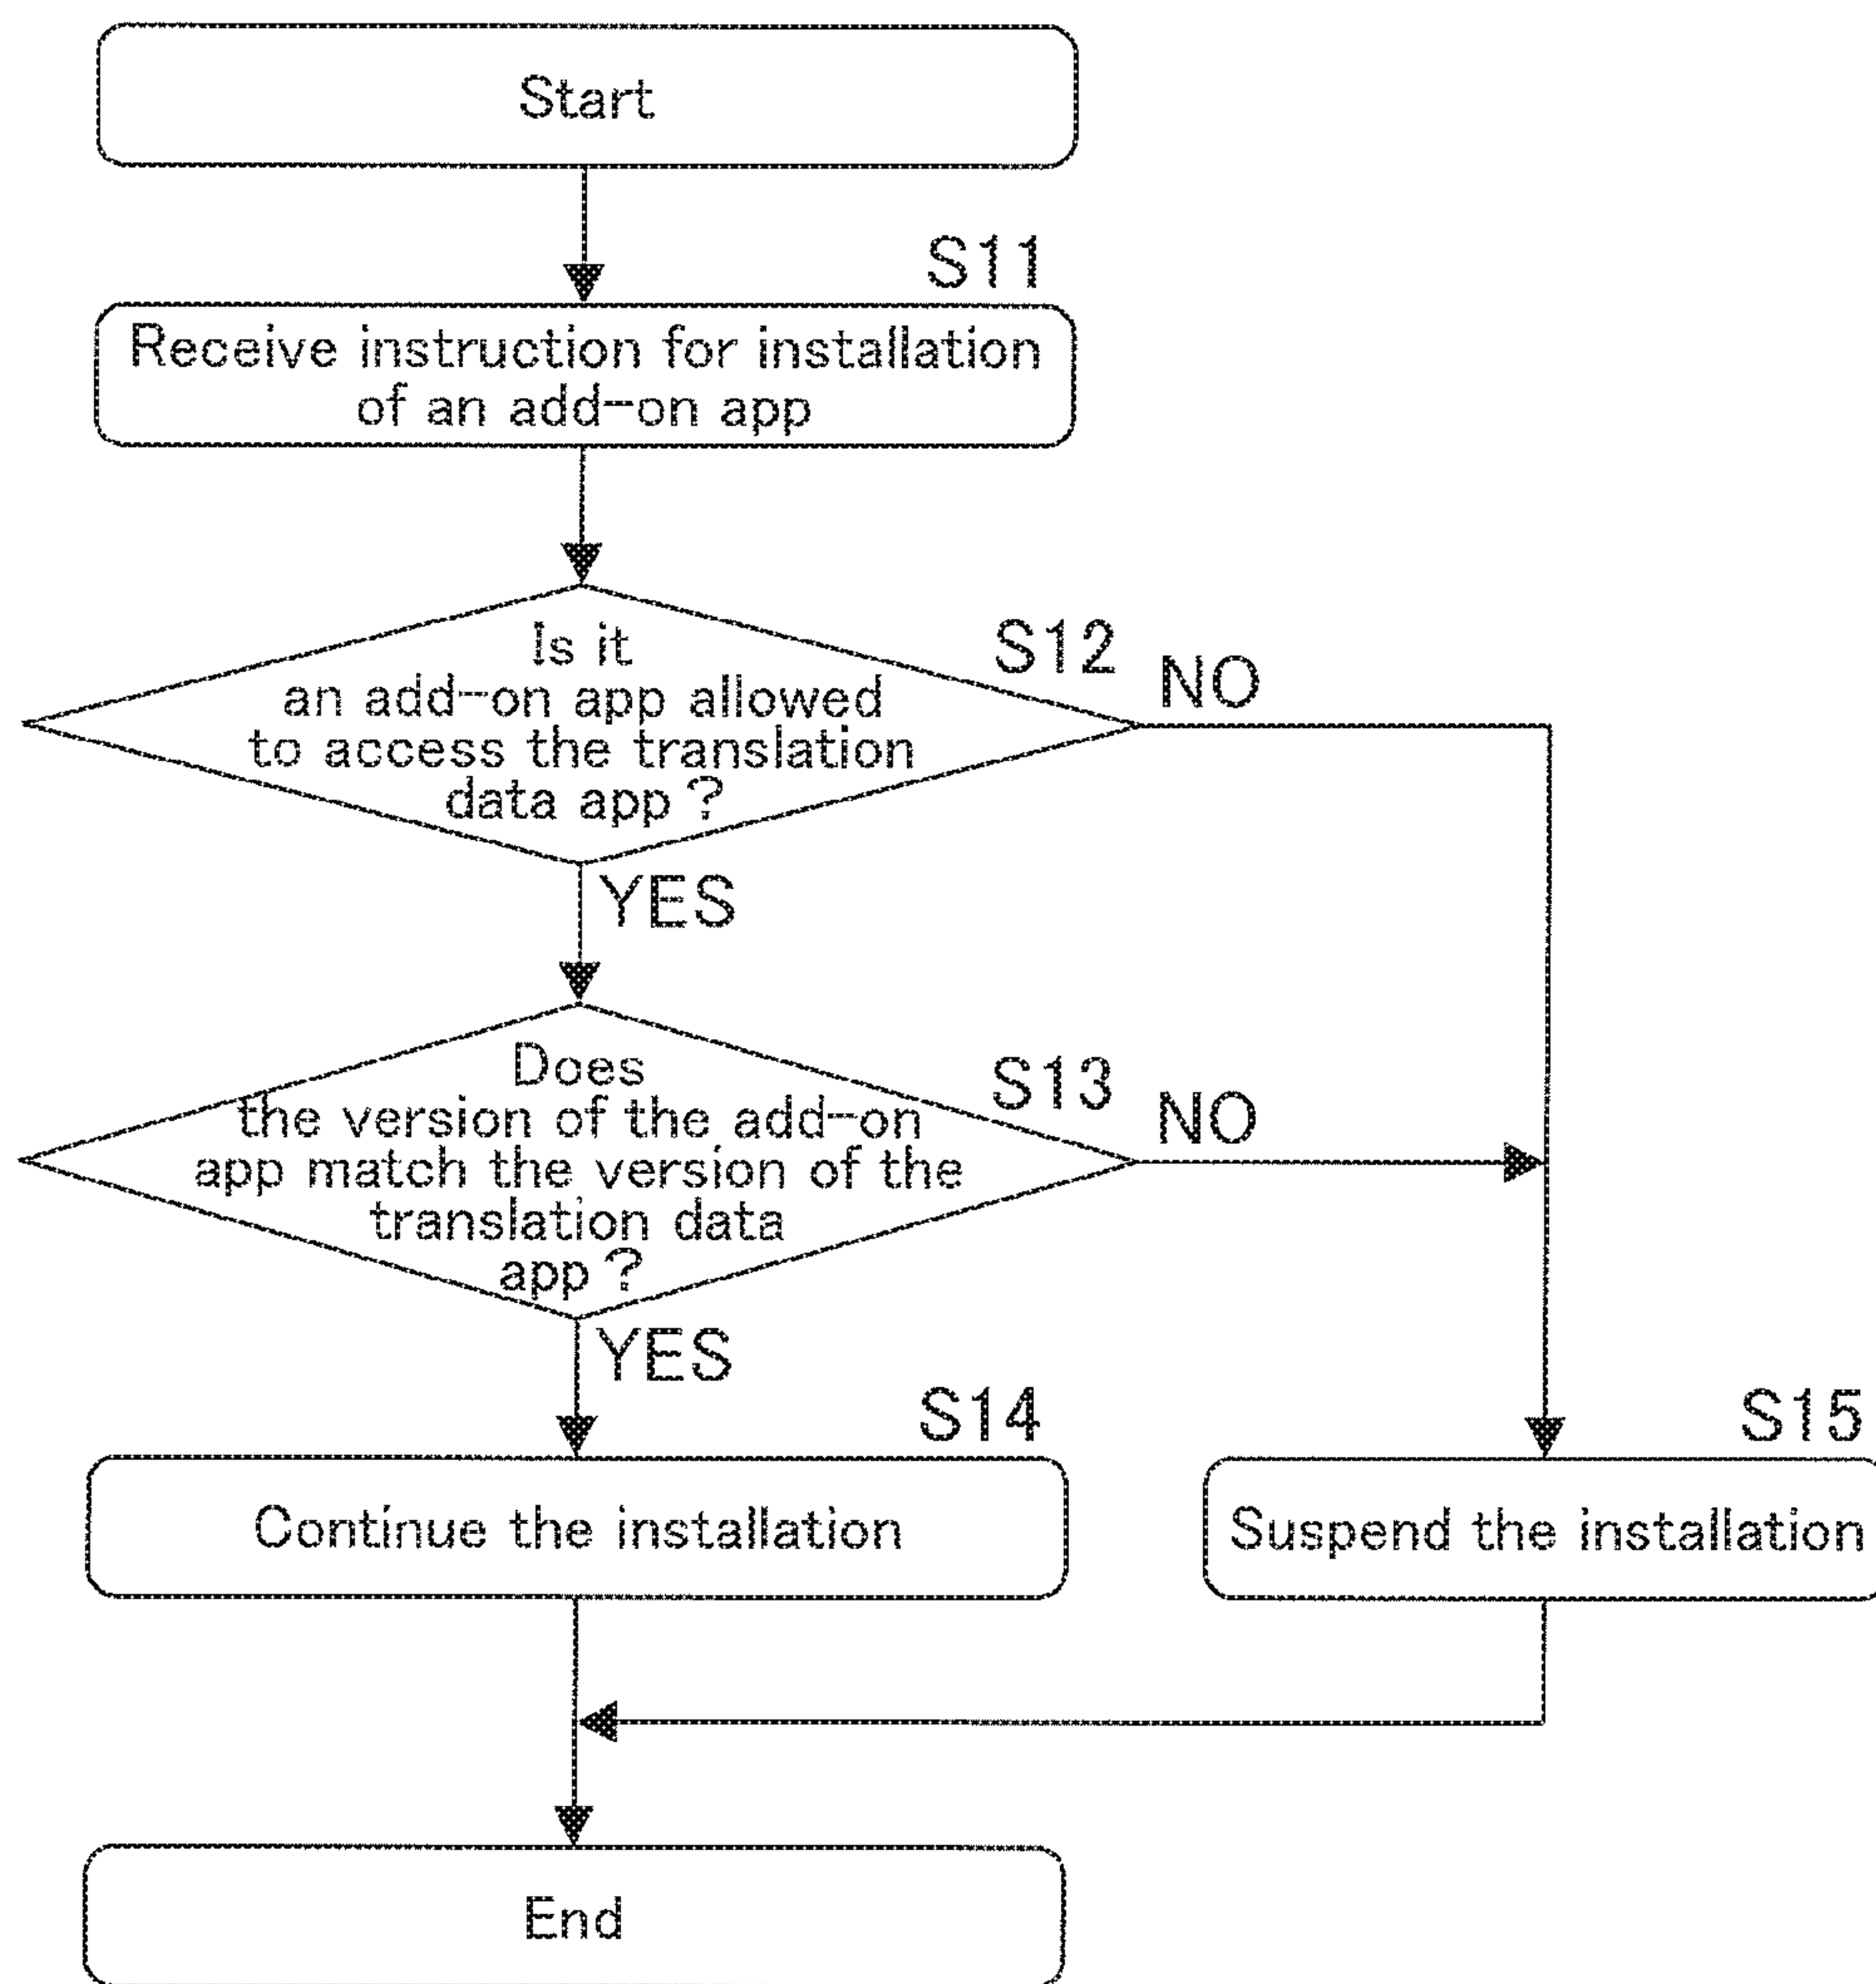 Start
S11
Receive instruction for installation
of an add-on app
S12
Is it
an add-on app allowed
to access the translation
data app ?
NO
YES
S13
Does
the version of the add-on
app match the version of the
translation data
app ?
NO
YES
S14
Continue the installation
S15
Suspend the installation
End